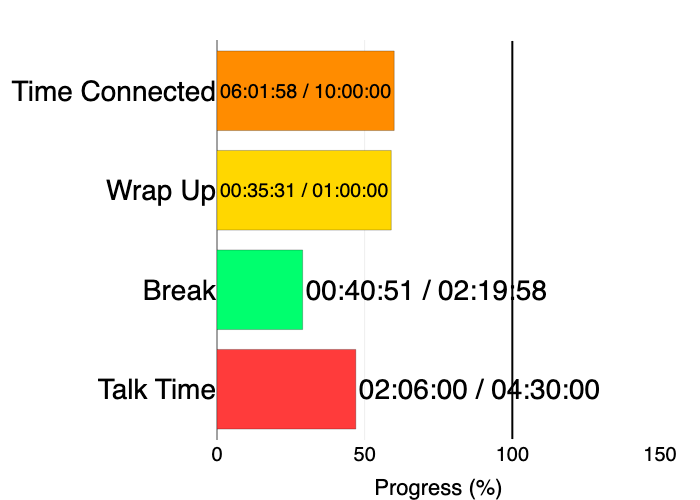 Time Connected 06:01:58 / 10:00:00
Wrap Up 00:35:31 / 01:00:00
Break 00:40:51 / 02:19:58
Talk Time 02:06:00 / 04:30:00
0 50 100 150
Progress (%)